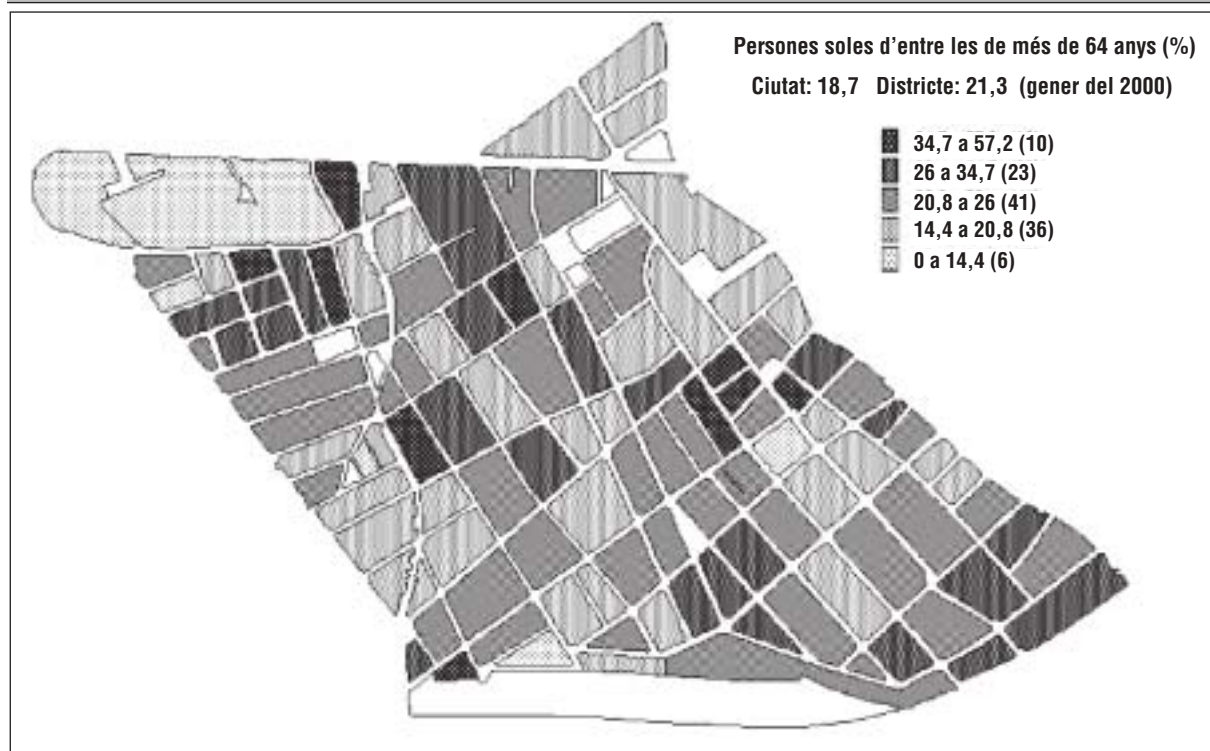 Persones soles d'entre les de més de 64 anys (%)
Ciutat: 18,7 Districte: 21,3 (gener del 2000)
34,7 a 57,2 (10)
26 a 34,7 (23)
20,8 a 26 (41)
14,4 a 20,8 (36)
0 a 14,4 (6)